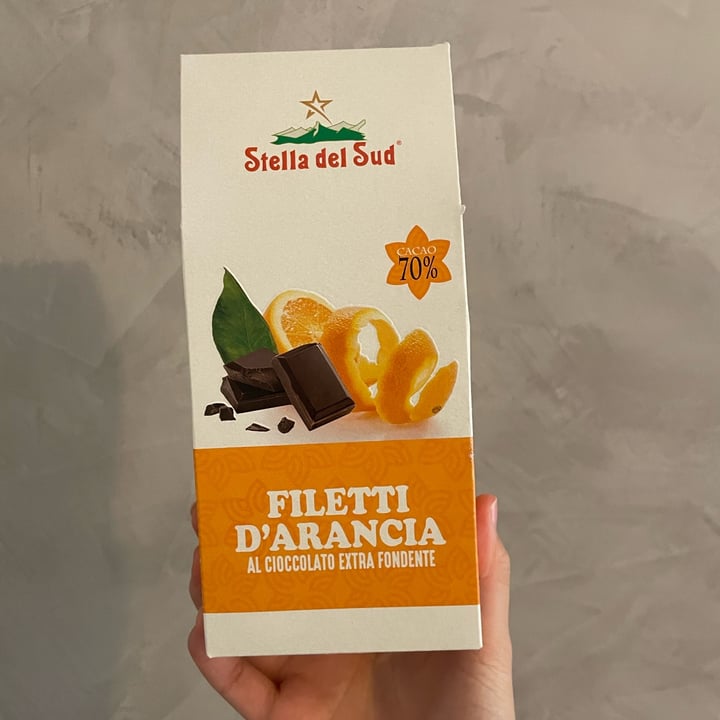 Stella del Sud®
CACAO
70%
FILETTI
D'ARANCIA
AL CIOCCOLATO EXTRA FONDENTE